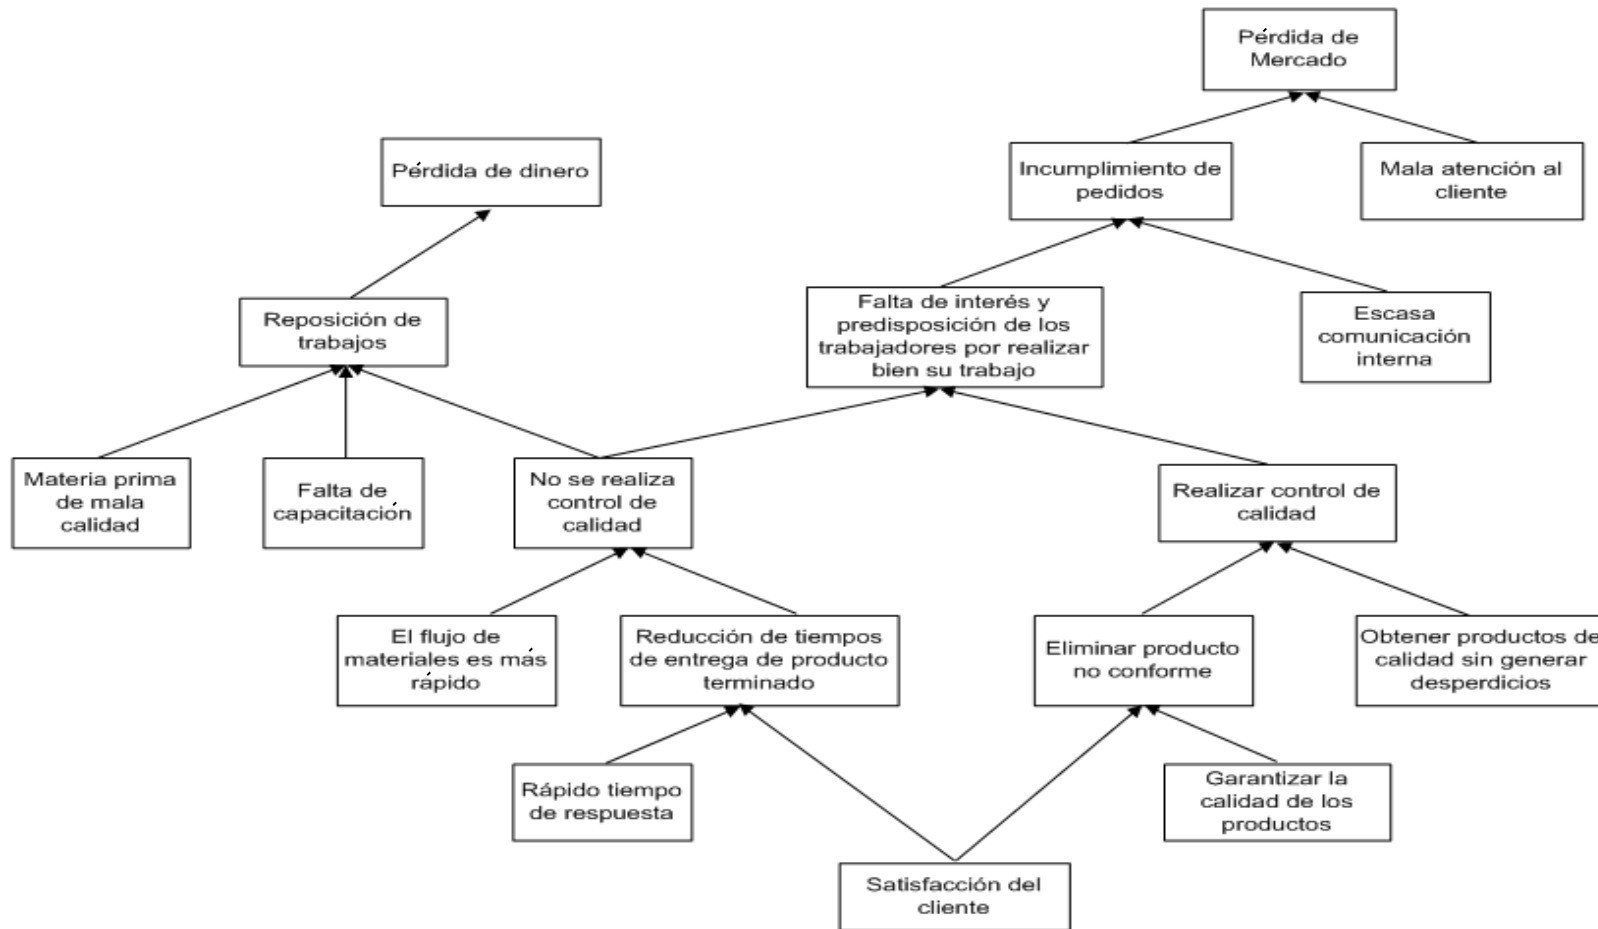 Pérdida de
Mercado
Pérdida de dinero
Incumplimiento de
pedidos
Mala atención al
cliente
Reposición de
trabajos
Falta de interés y
predisposición de los
trabajadores por realizar
bien su trabajo
Escasa
comunicación
interna
Materia prima
de mala
calidad
Falta de
capacitación
No se realiza
control de
calidad
Realizar control de
calidad
El flujo de
materiales es más
rápido
Reducción de tiempos
de entrega de producto
terminado
Eliminar producto
no conforme
Obtener productos de
calidad sin generar
desperdicios
Rápido tiempo
de respuesta
Garantizar la
calidad de los
productos
Satisfacción del
cliente